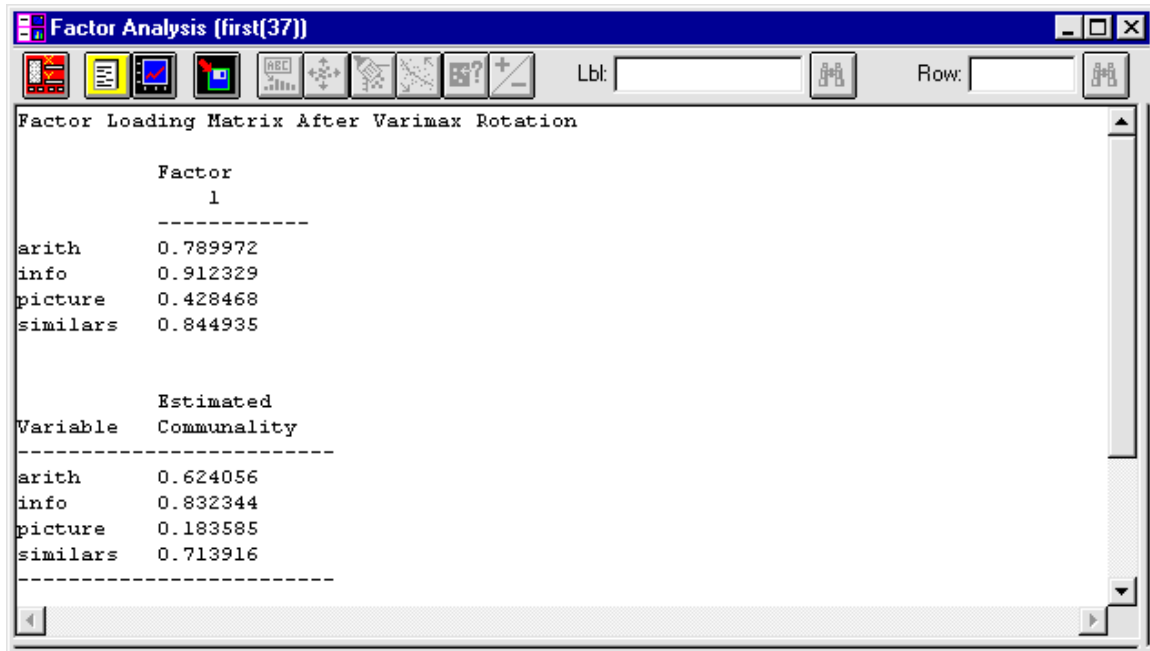 Factor Analysis (first(37))
ABC ? + - Lbl: Row:
Factor Loading Matrix After Varimax Rotation
Factor
1
------------
arith 0.789972
info 0.912329
picture 0.428468
similars 0.844935
Estimated
Variable Communality
-------------------------
arith 0.624056
info 0.832344
picture 0.183585
similars 0.713916
-------------------------